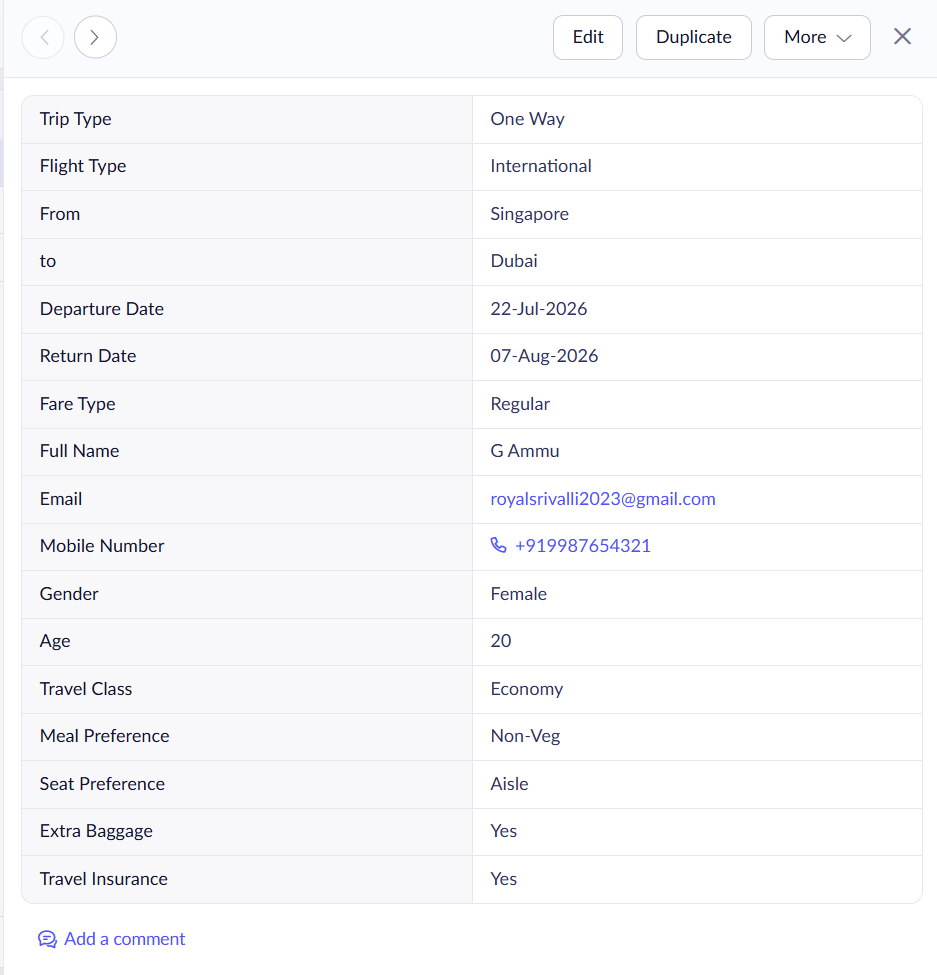 Edit Duplicate More
Trip Type One Way
Flight Type International
From Singapore
to Dubai
Departure Date 22-Jul-2026
Return Date 07-Aug-2026
Fare Type Regular
Full Name G Ammu
Email royalsrivalli2023@gmail.com
Mobile Number +919987654321
Gender Female
Age 20
Travel Class Economy
Meal Preference Non-Veg
Seat Preference Aisle
Extra Baggage Yes
Travel Insurance Yes
Add a comment